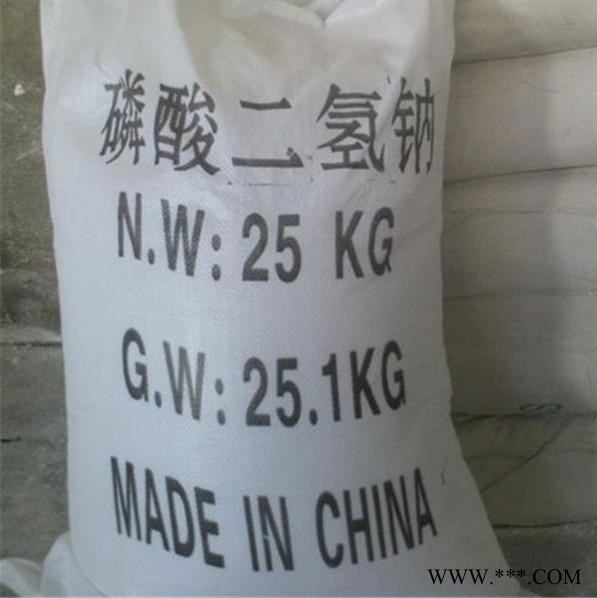 磷酸二氢钠
N.W: 25 KG
G.W: 25.1KG
MADE IN CHINA
WWW.***.COM